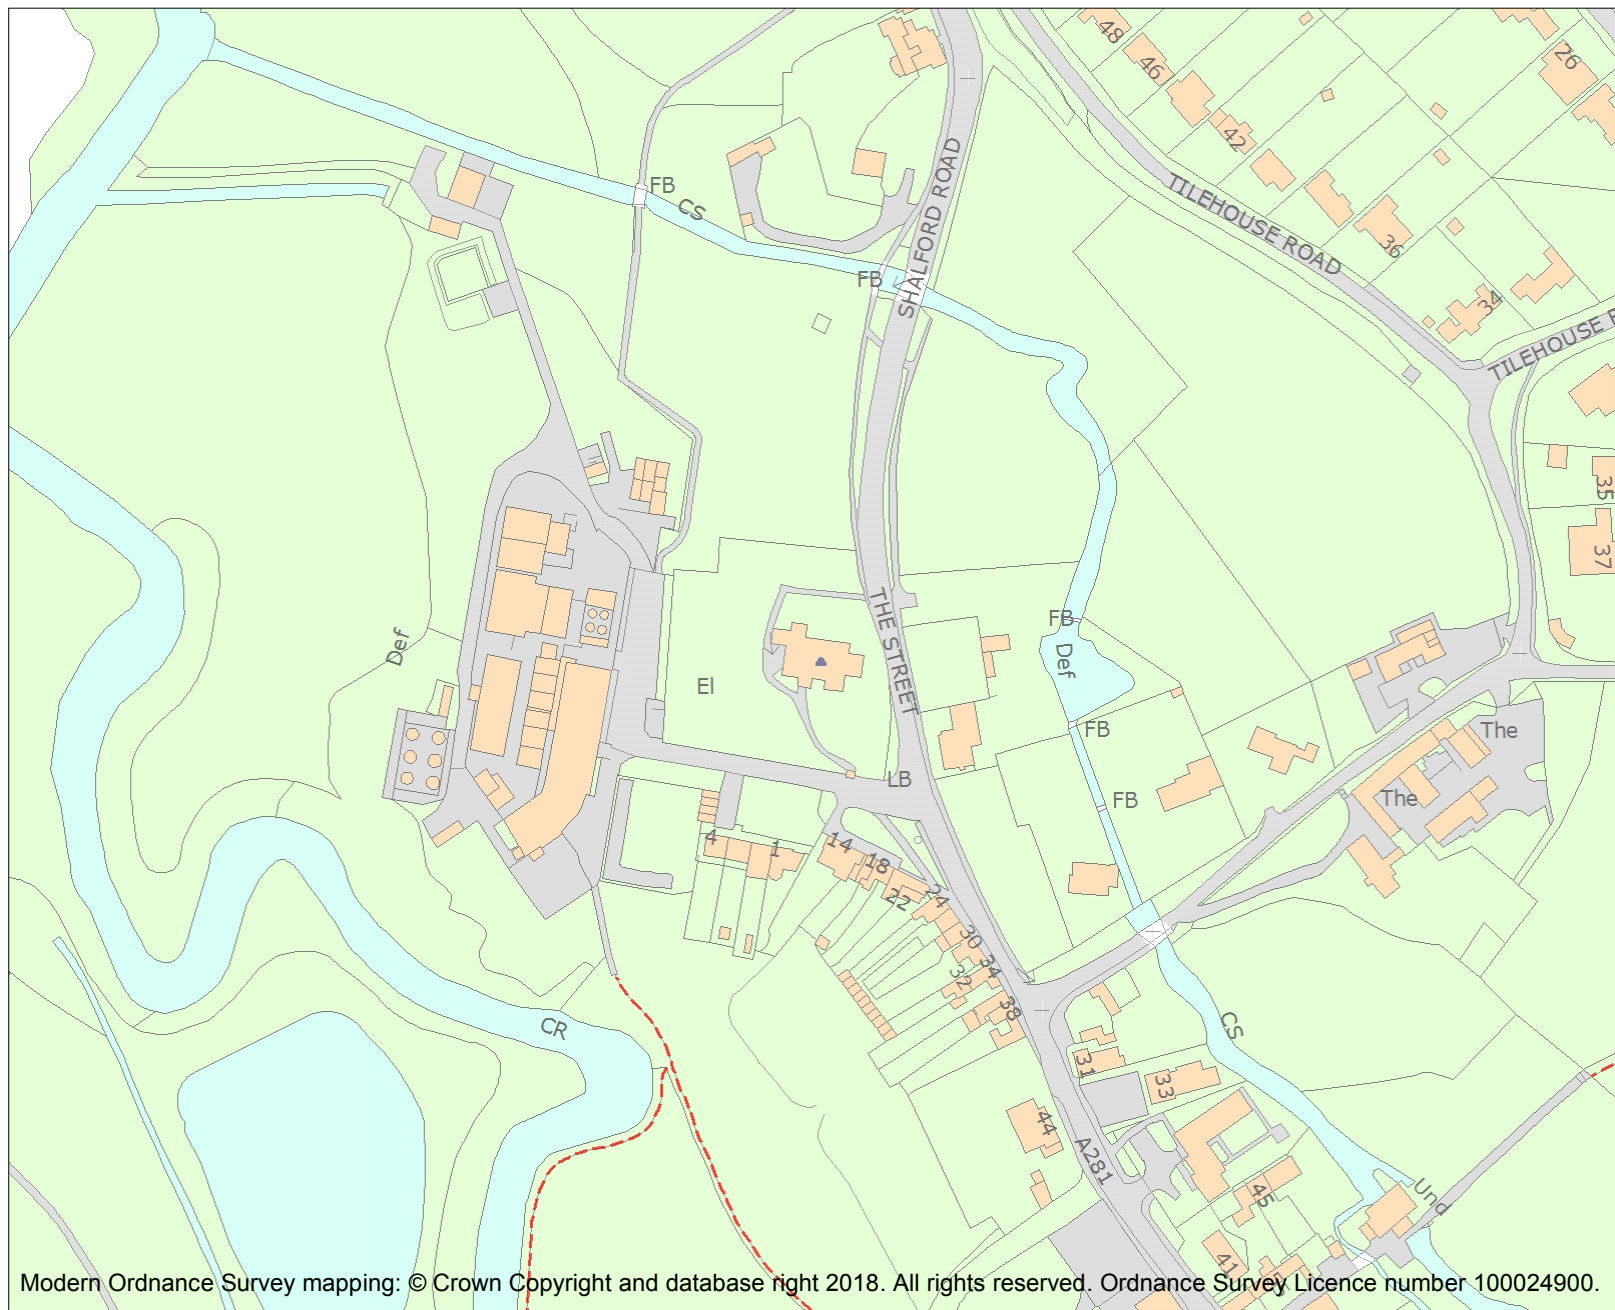 48
46
26
42
SHALFORD ROAD
FB
CS
TILEHOUSE ROAD
36
FB
34
TILEHOUSE R
35
37
THE STREET
FB
Def
Def
El
FB
The
LB
FB
The
4
1
14
18
22
24
30
34
32
38
CR
CS
31
33
44
A281
45
Und
41
Modern Ordnance Survey mapping: © Crown Copyright and database right 2018. All rights reserved. Ordnance Survey Licence number 100024900.